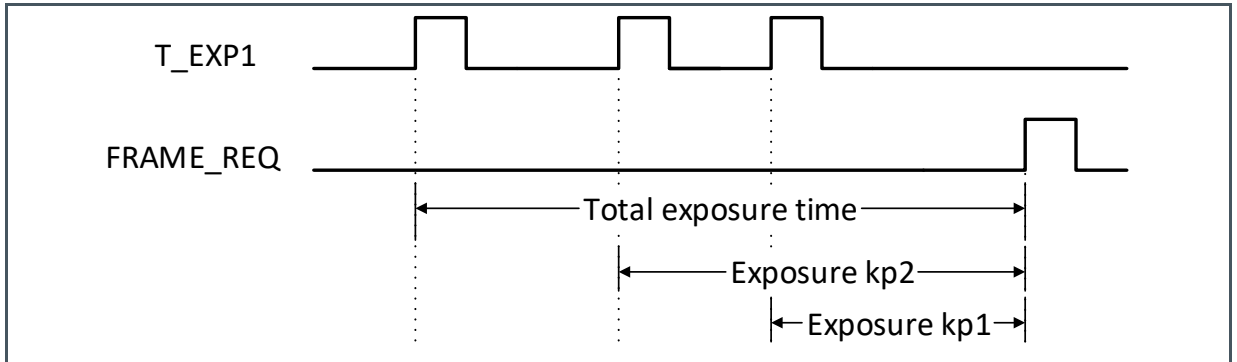 T_EXP1
FRAME_REQ
Total exposure time
Exposure kp2
Exposure kp1